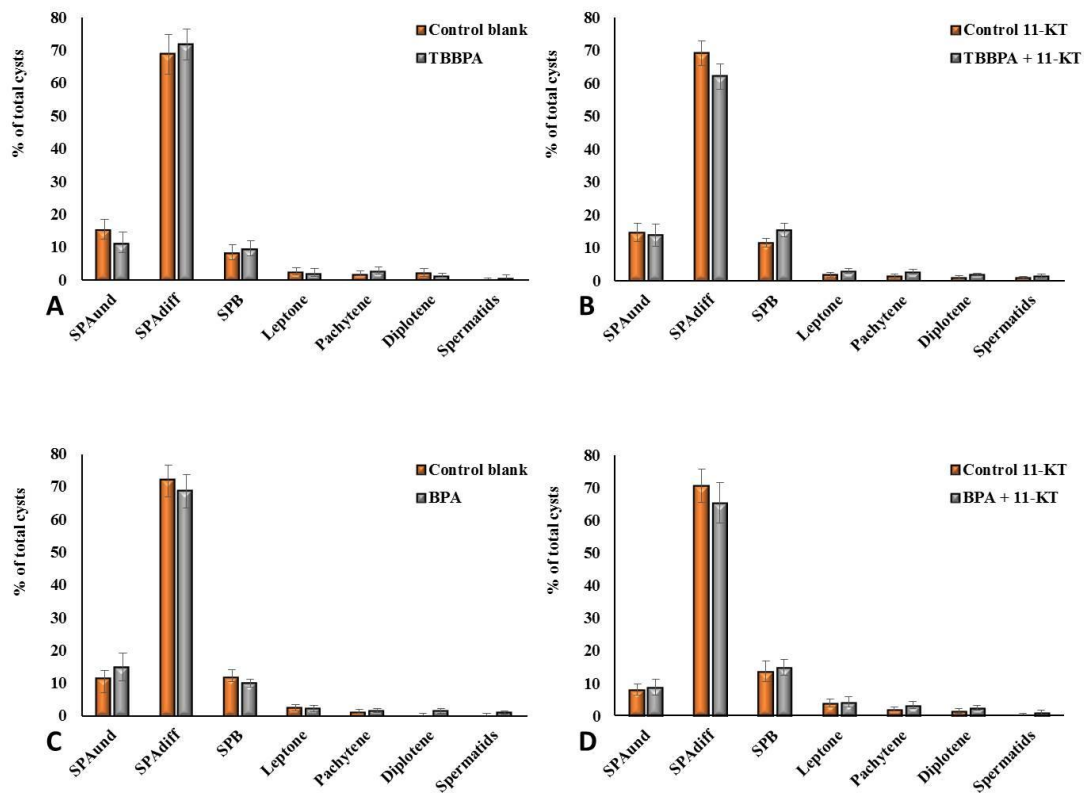 % of total cysts
80
70
60
50
40
30
20
10
0
Control blank
TBBPA
SPAund
SPAdiff
SPB
Leptone
Pachytene
Diplotene
Spermatids
A
% of total cysts
80
70
60
50
40
30
20
10
0
Control 11-KT
TBBPA + 11-KT
SPAund
SPAdiff
SPB
Leptone
Pachytene
Diplotene
Spermatids
B
% of total cysts
80
70
60
50
40
30
20
10
0
Control blank
BPA
SPAund
SPAdiff
SPB
Leptone
Pachytene
Diplotene
Spermatids
C
% of total cysts
80
70
60
50
40
30
20
10
0
Control 11-KT
BPA + 11-KT
SPAund
SPAdiff
SPB
Leptone
Pachytene
Diplotene
Spermatids
D